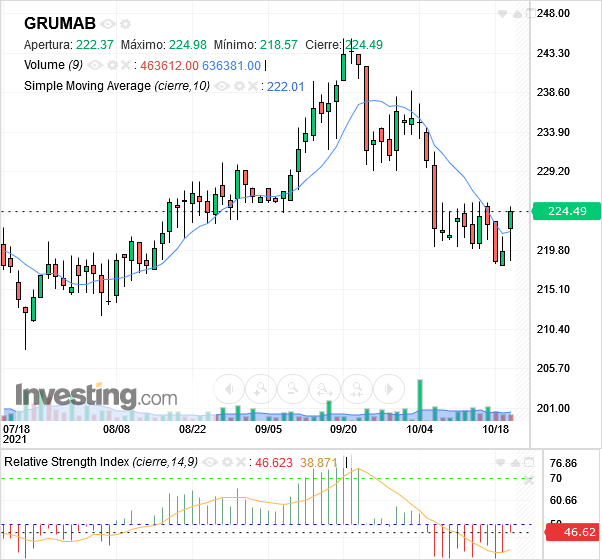 GRUMAB
Apertura: 222.37 Máximo: 224.98 Mínimo: 218.57 Cierre: 224.49
Volume (9) : 463612.00 636381.00
Simple Moving Average (cierre,10) : 222.01
248.00
243.30
238.60
233.90
229.20
224.49
219.80
215.10
210.40
205.70
201.00
Investing.com
07/18 08/08 08/22 09/05 09/20 10/04 10/18
2021
Relative Strength Index (cierre,14,9) : 46.623 38.871
76.86
70
60.66
50
46.62